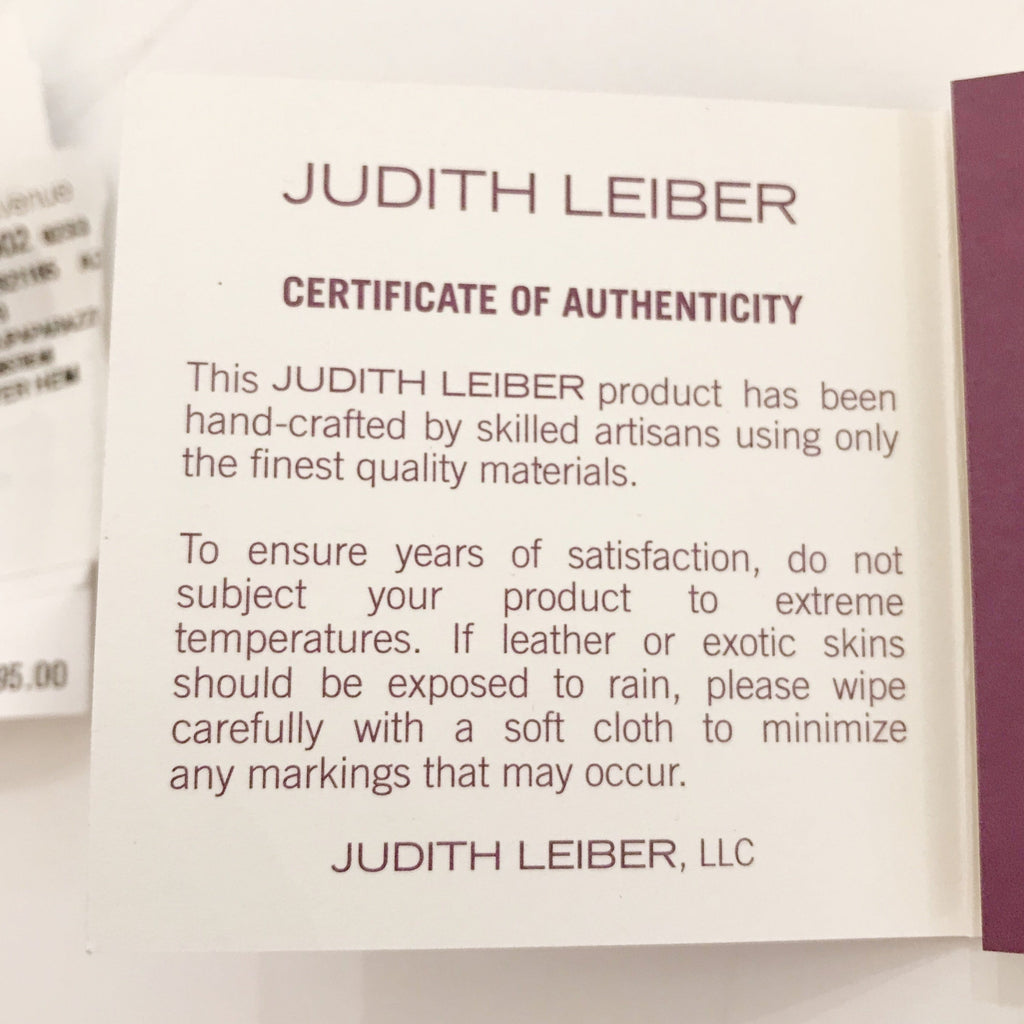 JUDITH LEIBER
CERTIFICATE OF AUTHENTICITY
This JUDITH LEIBER product has been
hand-crafted by skilled artisans using only
the finest quality materials.
To ensure years of satisfaction, do not
subject your product to extreme
temperatures. If leather or exotic skins
should be exposed to rain, please wipe
carefully with a soft cloth to minimize
any markings that may occur.
JUDITH LEIBER, LLC
95.00